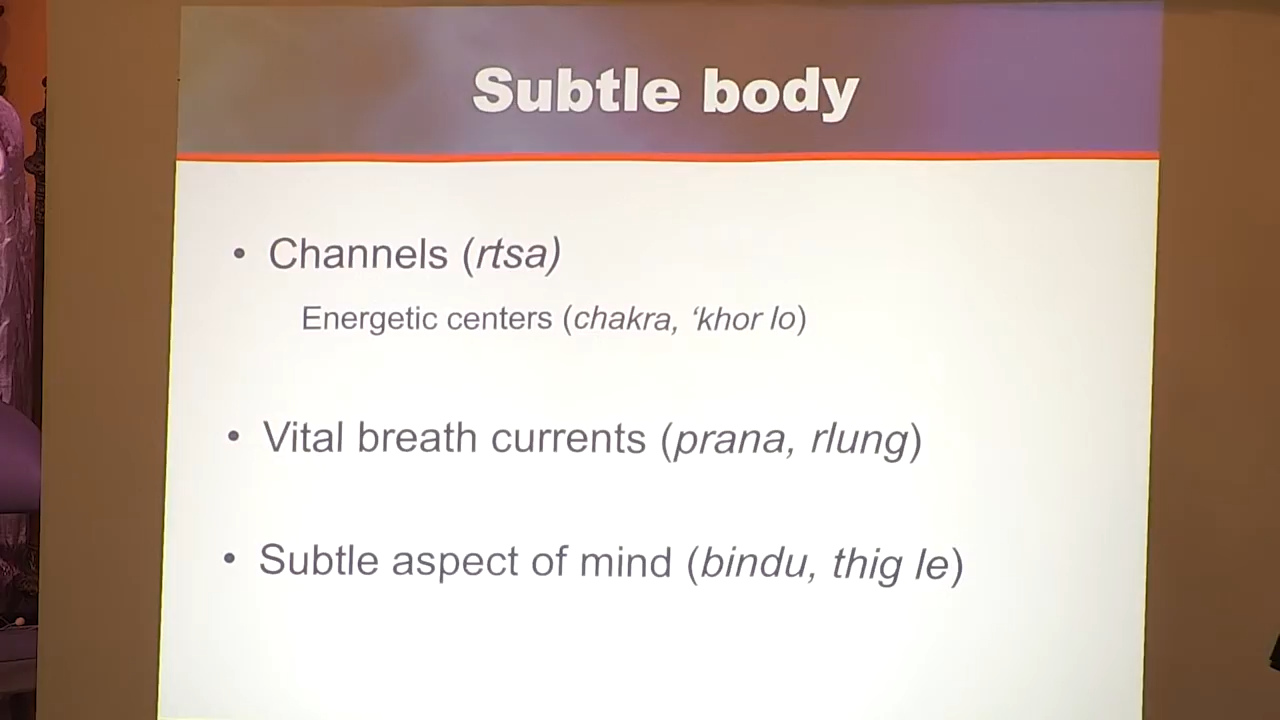 Subtle body
• Channels (rtsa)
Energetic centers (chakra, ‘khor lo)
• Vital breath currents (prana, rlung)
• Subtle aspect of mind (bindu, thig le)